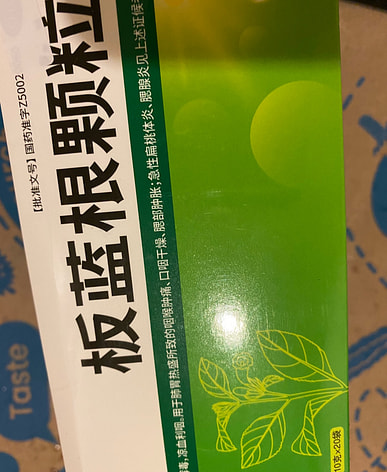 【批准文号】国药准字Z5002
板蓝根颗粒
毒，凉血利咽。用于肺胃热盛所致的咽喉肿痛、口咽干燥、腮部肿胀；急性扁桃体炎、腮腺炎见上述证候
10克×20袋
Taste